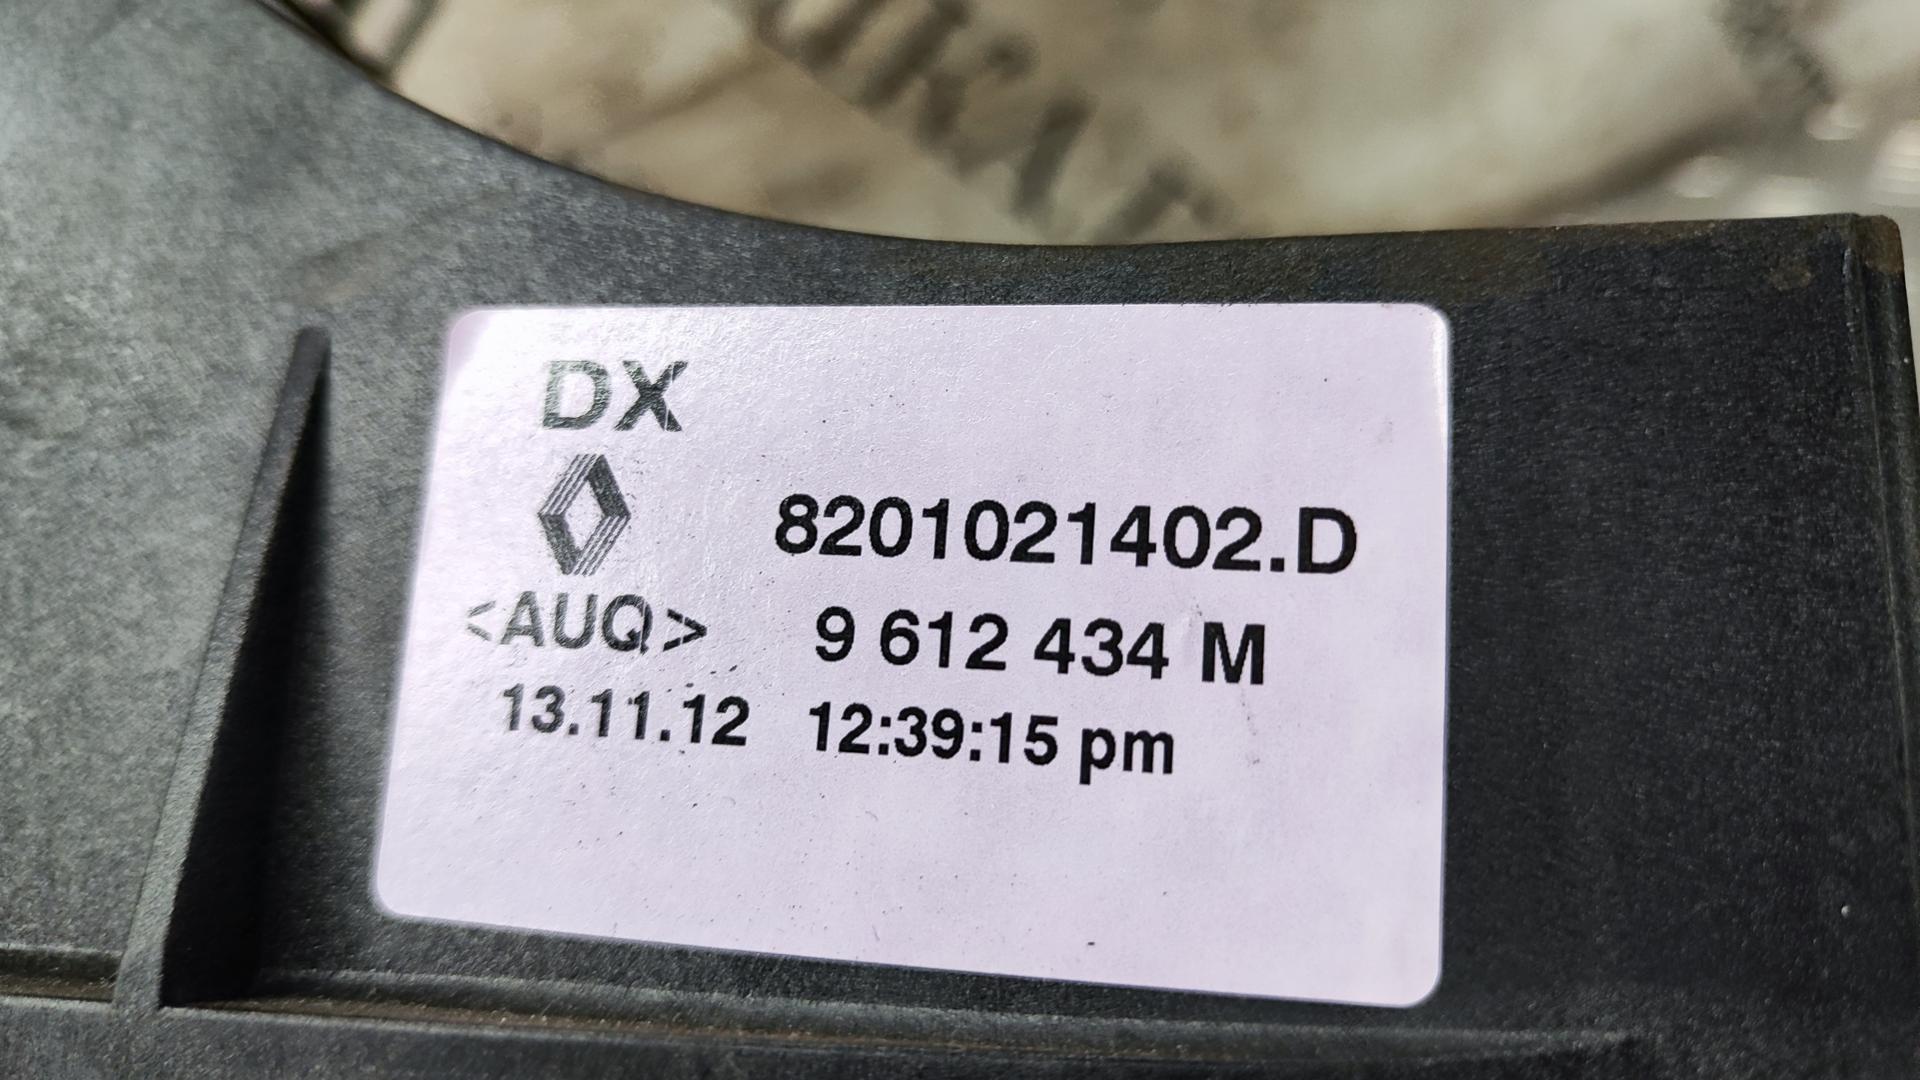 DX
8201021402.D
<AUQ> 9 612 434 M
13.11.12 12:39:15 pm